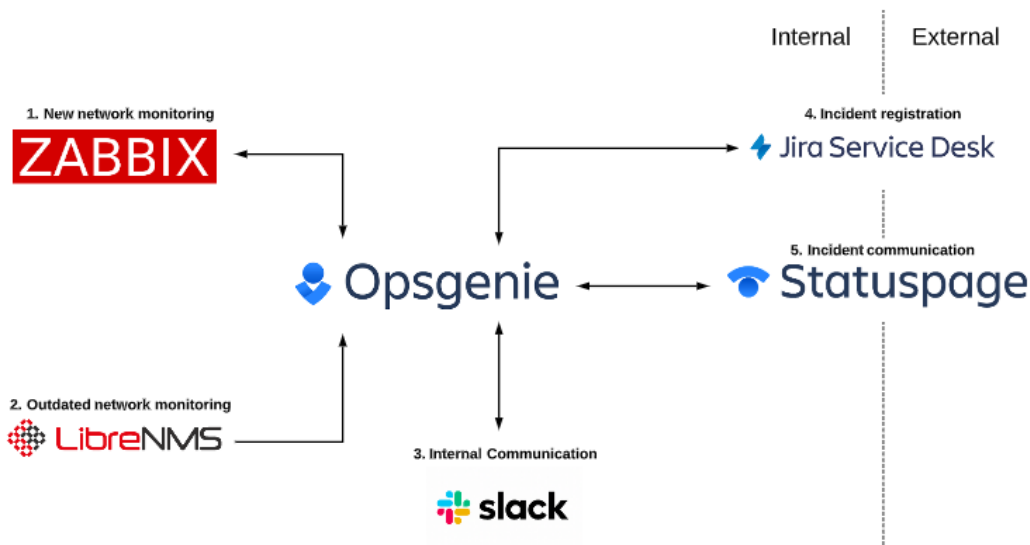 Internal
External
1. New network monitoring
ZABBIX
4. Incident registration
Jira Service Desk
5. Incident communication
Opsgenie
Statuspage
2. Outdated network monitoring
LibreNMS
3. Internal Communication
slack